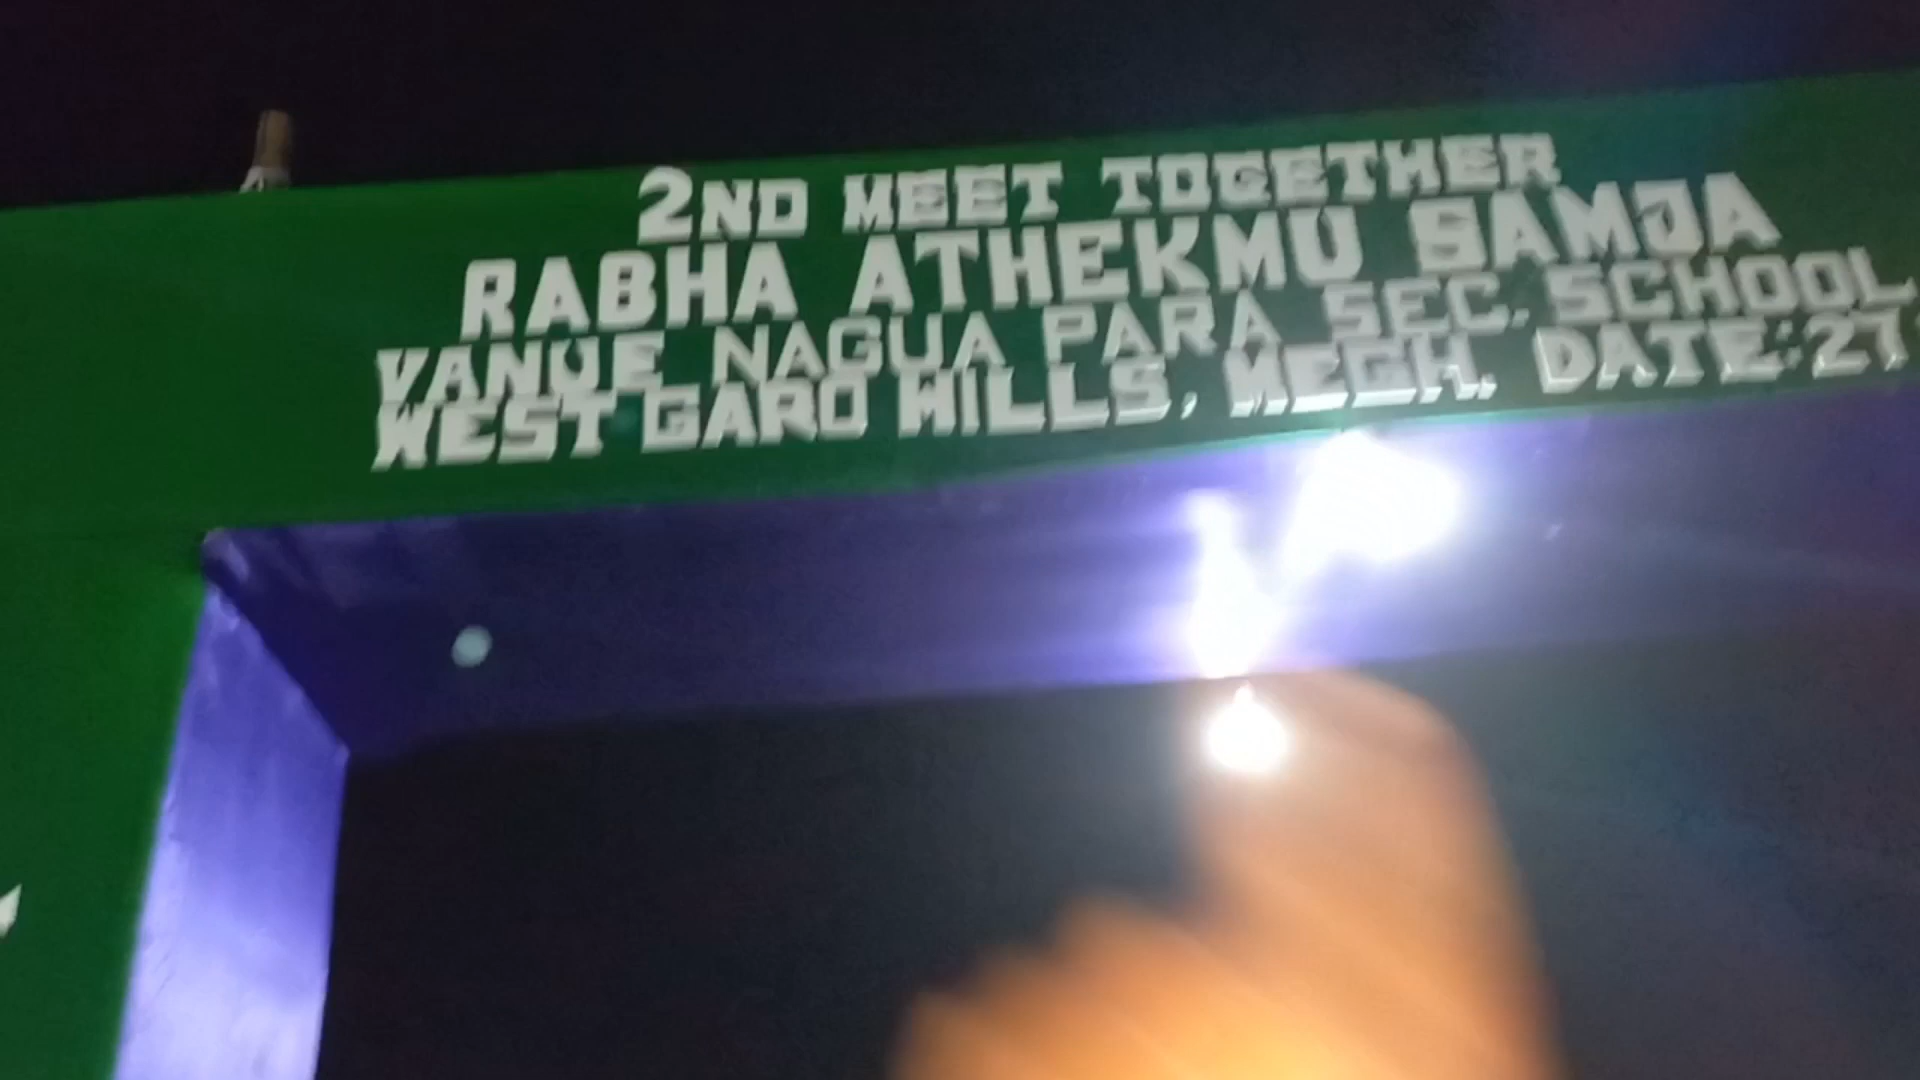 2ND MEET TOGETHER
RABHA ATHEKMU SAMJA
VANUE NAGUA PARA SEC. SCHOOL
WEST GARO HILLS, MEGH. DATE:27